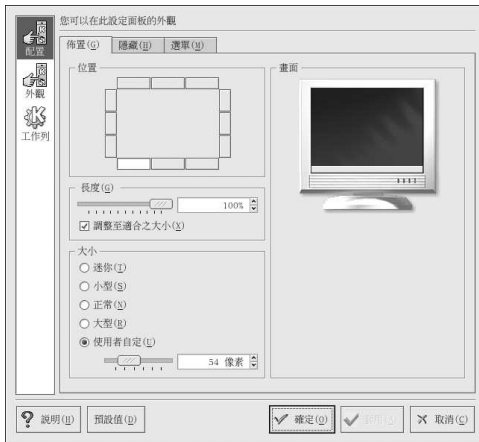 您可以在此設定面板的外觀
配置
外觀
工作列
佈置(G) 隱藏(H) 選單(M)
位置
長度(G)
100%
調整至適合之大小(X)
大小
迷你(T)
小型(S)
正常(N)
大型(R)
使用者自定(U)
54 像素
畫面
說明(H) 預設值(D) 確定(O) 取消(C)